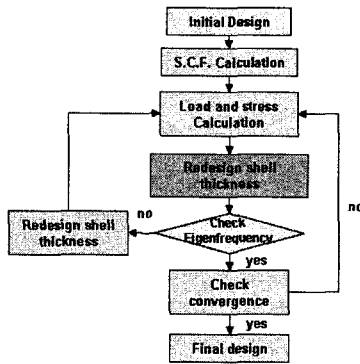 Initial Design
S.C.F. Calculation
Load and stress
Calculation
Redesign shell
thickness
no
no
Redesign shell
thickness
Check
Eigenfrequency
yes
Check
convergence
yes
Final design